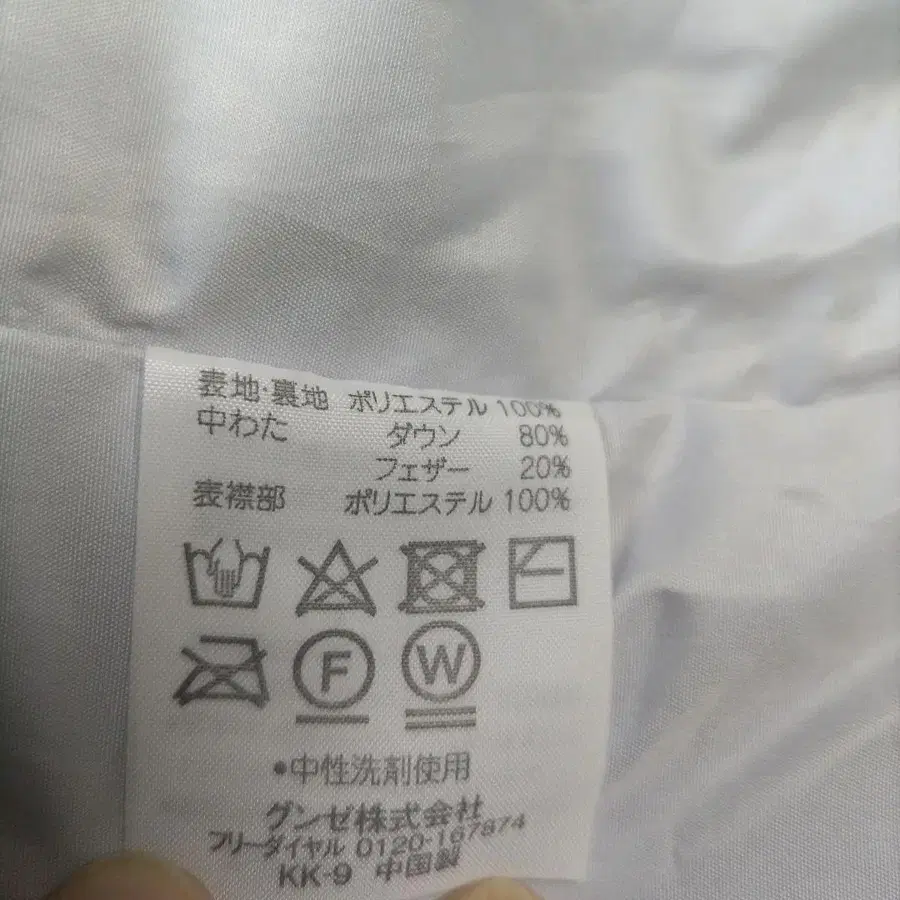 表地･裏地 ポリエステル 100%
中わた ダウン 80%
フェザー 20%
表襟部 ポリエステル 100%
F W
•中性洗剤使用
グンゼ株式会社
フリーダイヤル 0120-167874
KK-9 中国製